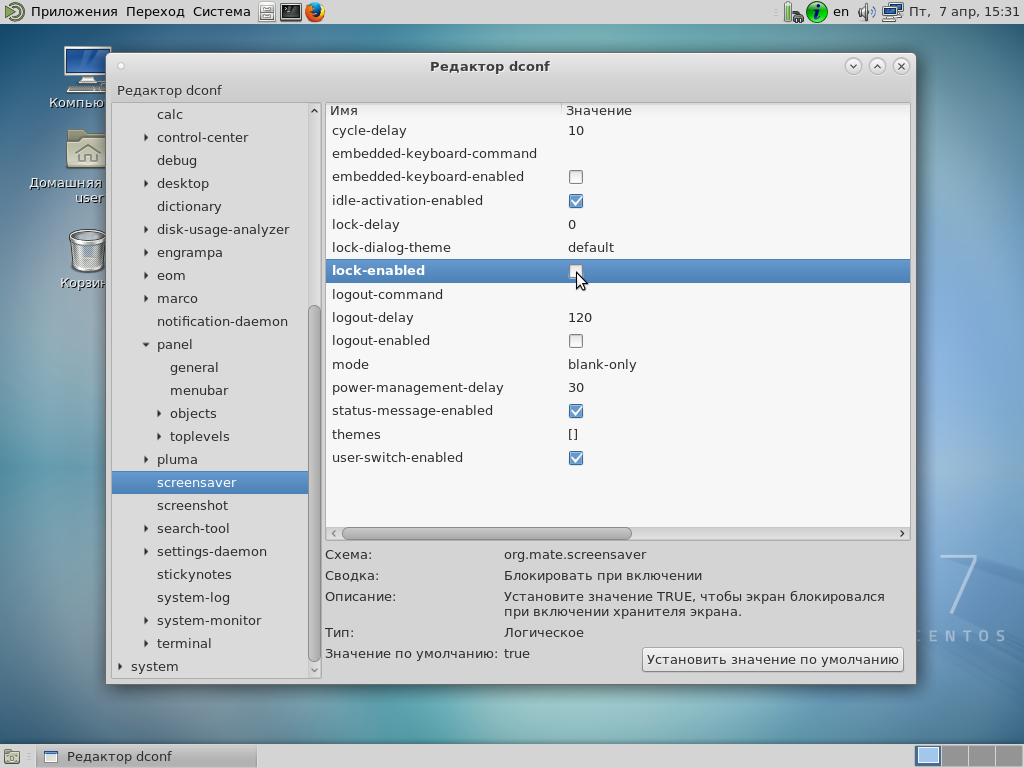 Приложения Переход Система
en
Пт, 7 апр, 15:31
Редактор dconf
Редактор dconf
Компью
Домашняя
user
Корзин
calc
control-center
debug
desktop
dictionary
disk-usage-analyzer
engrampa
eom
marco
notification-daemon
panel
general
menubar
objects
toplevels
pluma
screensaver
screenshot
search-tool
settings-daemon
stickynotes
system-log
system-monitor
terminal
system
Имя Значение
cycle-delay 10
embedded-keyboard-command
embedded-keyboard-enabled
idle-activation-enabled
lock-delay 0
lock-dialog-theme default
lock-enabled
logout-command
logout-delay 120
logout-enabled
mode blank-only
power-management-delay 30
status-message-enabled
themes []
user-switch-enabled
Схема: org.mate.screensaver
Сводка: Блокировать при включении
Описание: Установите значение TRUE, чтобы экран блокировался
при включении хранителя экрана.
Тип: Логическое
Значение по умолчанию: true
Установить значение по умолчанию
7
CENTOS
Редактор dconf